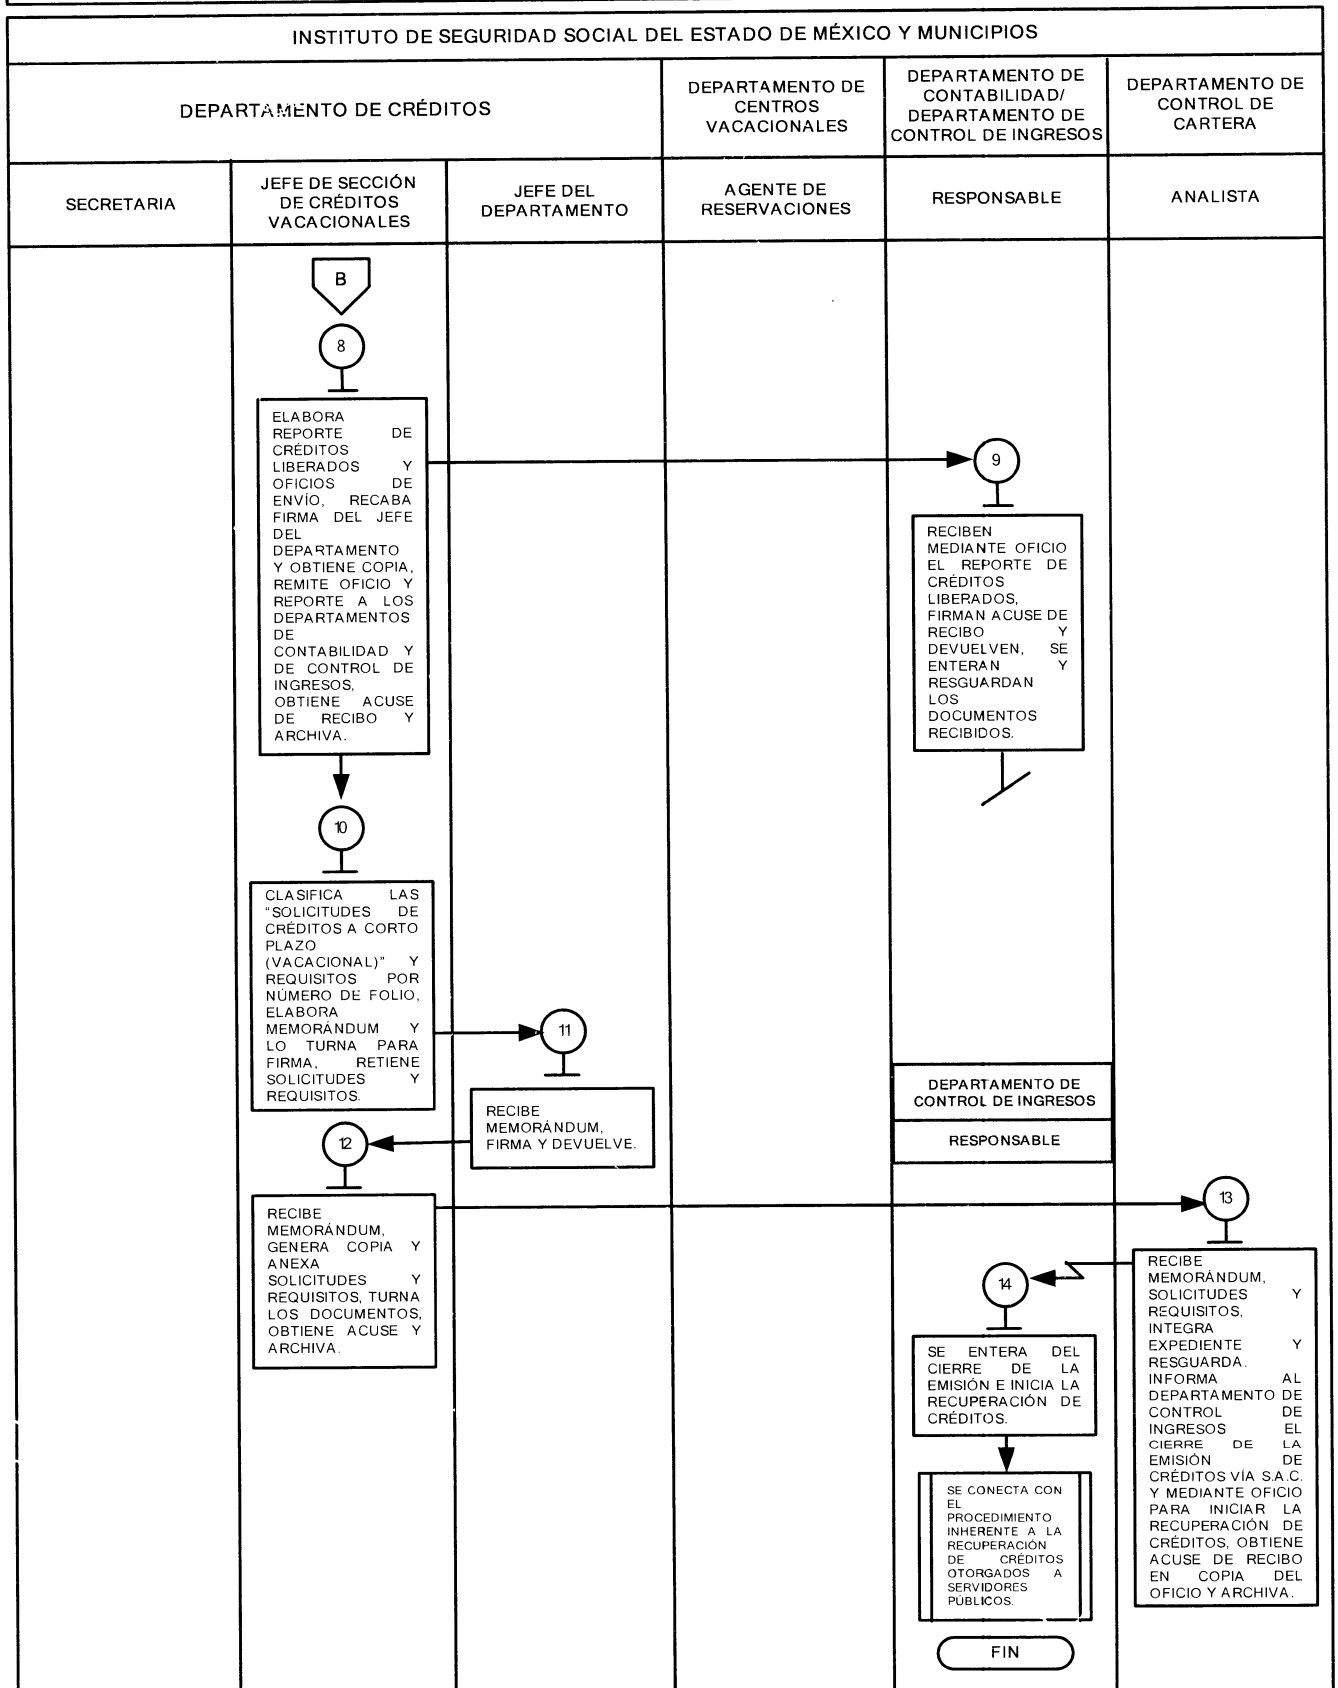 INSTITUTO DE SEGURIDAD SOCIAL DEL ESTADO DE MÉXICO Y MUNICIPIOS
DEPARTAMENTO DE CRÉDITOS
DEPARTAMENTO DE
CENTROS
VACACIONALES
DEPARTAMENTO DE
CONTABILIDAD/
DEPARTAMENTO DE
CONTROL DE INGRESOS
DEPARTAMENTO DE
CONTROL DE
CARTERA
SECRETARIA
JEFE DE SECCIÓN
DE CRÉDITOS
VACACIONALES
JEFE DEL
DEPARTAMENTO
AGENTE DE
RESERVACIONES
RESPONSABLE
ANALISTA
B
8
ELABORA
REPORTE DE
CRÉDITOS
LIBERADOS Y
OFICIOS DE
ENVÍO, RECABA
FIRMA DEL JEFE
DEL
DEPARTAMENTO
Y OBTIENE COPIA,
REMITE OFICIO Y
REPORTE A LOS
DEPARTAMENTOS
DE
CONTABILIDAD Y
DE CONTROL DE
INGRESOS,
OBTIENE ACUSE
DE RECIBO Y
ARCHIVA.
9
RECIBEN
MEDIANTE OFICIO
EL REPORTE DE
CRÉDITOS
LIBERADOS,
FIRMAN ACUSE DE
RECIBO Y
DEVUELVEN, SE
ENTERAN Y
RESGUARDAN
LOS
DOCUMENTOS
RECIBIDOS.
10
CLASIFICA LAS
"SOLICITUDES DE
CRÉDITOS A CORTO
PLAZO
(VACACIONAL)" Y
REQUISITOS POR
NÚMERO DE FOLIO,
ELABORA
MEMORÁNDUM Y
LO TURNA PARA
FIRMA, RETIENE
SOLICITUDES Y
REQUISITOS.
11
RECIBE
MEMORÁNDUM,
FIRMA Y DEVUELVE.
DEPARTAMENTO DE
CONTROL DE INGRESOS
RESPONSABLE
12
RECIBE
MEMORÁNDUM,
GENERA COPIA Y
ANEXA
SOLICITUDES Y
REQUISITOS, TURNA
LOS DOCUMENTOS,
OBTIENE ACUSE Y
ARCHIVA.
13
RECIBE
MEMORÁNDUM,
SOLICITUDES Y
REQUISITOS,
INTEGRA
EXPEDIENTE Y
RESGUARDA.
INFORMA AL
DEPARTAMENTO DE
CONTROL DE
INGRESOS EL
CIERRE DE LA
EMISIÓN DE
CRÉDITOS VÍA S.A.C.
Y MEDIANTE OFICIO
PARA INICIAR LA
RECUPERACIÓN DE
CRÉDITOS, OBTIENE
ACUSE DE RECIBO
EN COPIA DEL
OFICIO Y ARCHIVA.
14
SE ENTERA DEL
CIERRE DE LA
EMISIÓN E INICIA LA
RECUPERACIÓN DE
CRÉDITOS.
SE CONECTA CON
EL
PROCEDIMIENTO
INHERENTE A LA
RECUPERACIÓN
DE CRÉDITOS
OTORGADOS A
SERVIDORES
PÚBLICOS.
FIN